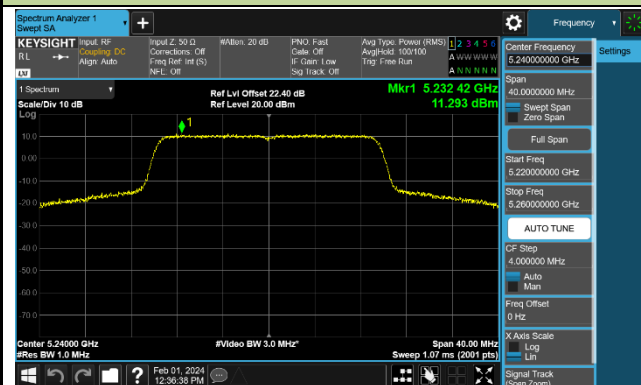 Spectrum Analyzer 1
Swept SA
Frequency
KEYSIGHT Input: RF
RL
Coupling: DC
Align: Auto
LXI
Input Z: 50 Ω
Corrections: Off
Freq Ref: Int (S)
NFE: Off
#Atten: 20 dB
PNO: Fast
Gate: Off
IF Gain: Low
Sig Track: Off
Avg Type: Power (RMS)
Avg|Hold: 100/100
Trig: Free Run
1 2 3 4 5 6
A W W W W W
A N N N N N
1 Spectrum
Scale/Div 10 dB
Log
Ref Lvl Offset 22.40 dB
Ref Level 20.00 dBm
Mkr1 5.232 42 GHz
11.293 dBm
1
10.0
0.00
-10.0
-20.0
-30.0
-40.0
-50.0
-60.0
-70.0
Center 5.24000 GHz
#Res BW 1.0 MHz
#Video BW 3.0 MHz*
Span 40.00 MHz
Sweep 1.07 ms (2001 pts)
Feb 01, 2024
12:36:38 PM
Center Frequency
5.240000000 GHz
Settings
Span
40.0000000 MHz
Swept Span
Zero Span
Full Span
Start Freq
5.220000000 GHz
Stop Freq
5.260000000 GHz
AUTO TUNE
CF Step
4.000000 MHz
Auto
Man
Freq Offset
0 Hz
X Axis Scale
Log
Lin
Signal Track
(Span Zoom)